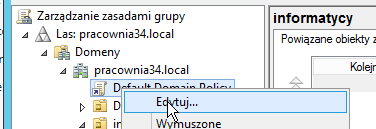 Zarządzanie zasadami grupy
Las: pracownia34.local
Domeny
pracownia34.local
Default Domain Policy
D
Edytuj...
Wymuszone
informatycy
Powiązane obiekty z
Kolej